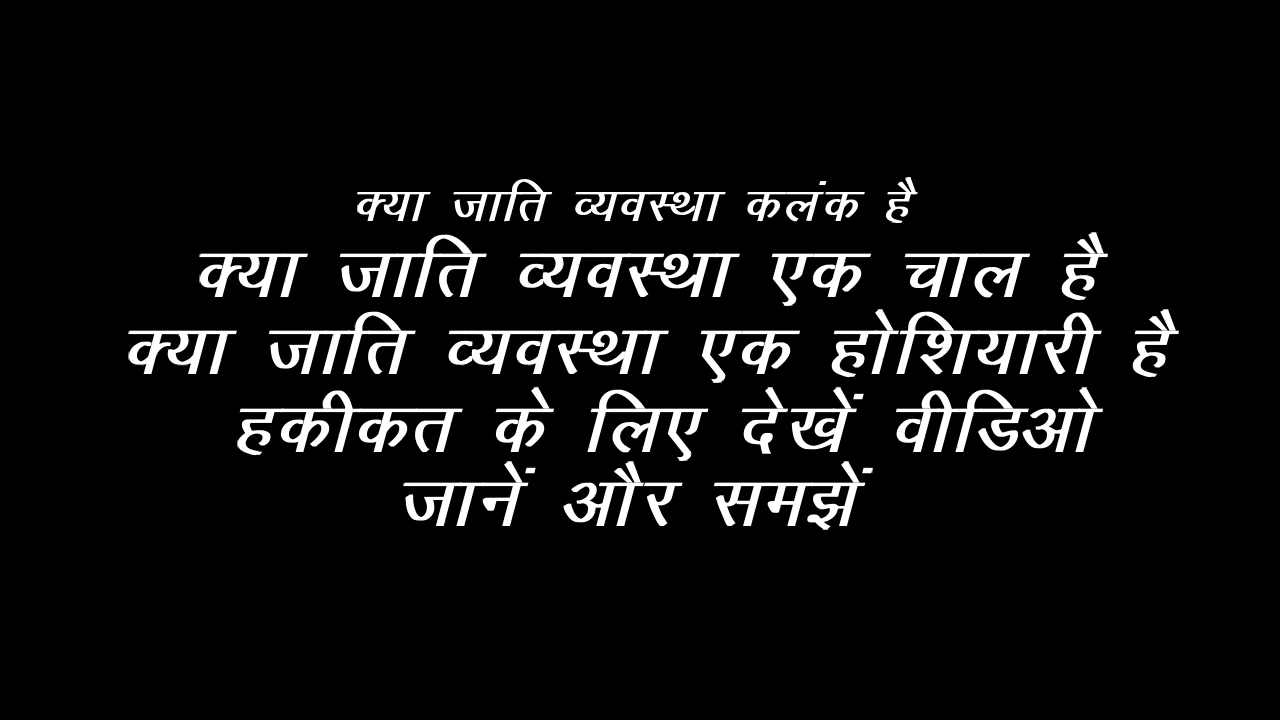 क्या जाति व्यवस्था कलंक है
क्या जाति व्यवस्था एक चाल है
क्या जाति व्यवस्था एक होशियारी है
हकीकत के लिए देखें वीडिओ
जानें और समझें